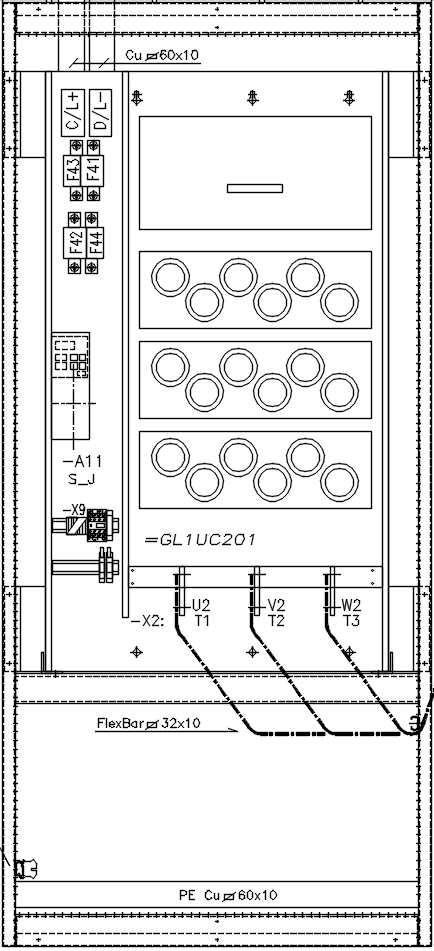 Cu ▱60x10
C/L+ D/L-
F43 F41
F42 F44
-A11
S_J
-X9
=GL1UC201
-X2: U2 V2 W2
T1 T2 T3
FlexBar▱32x10
PE Cu▱60x10